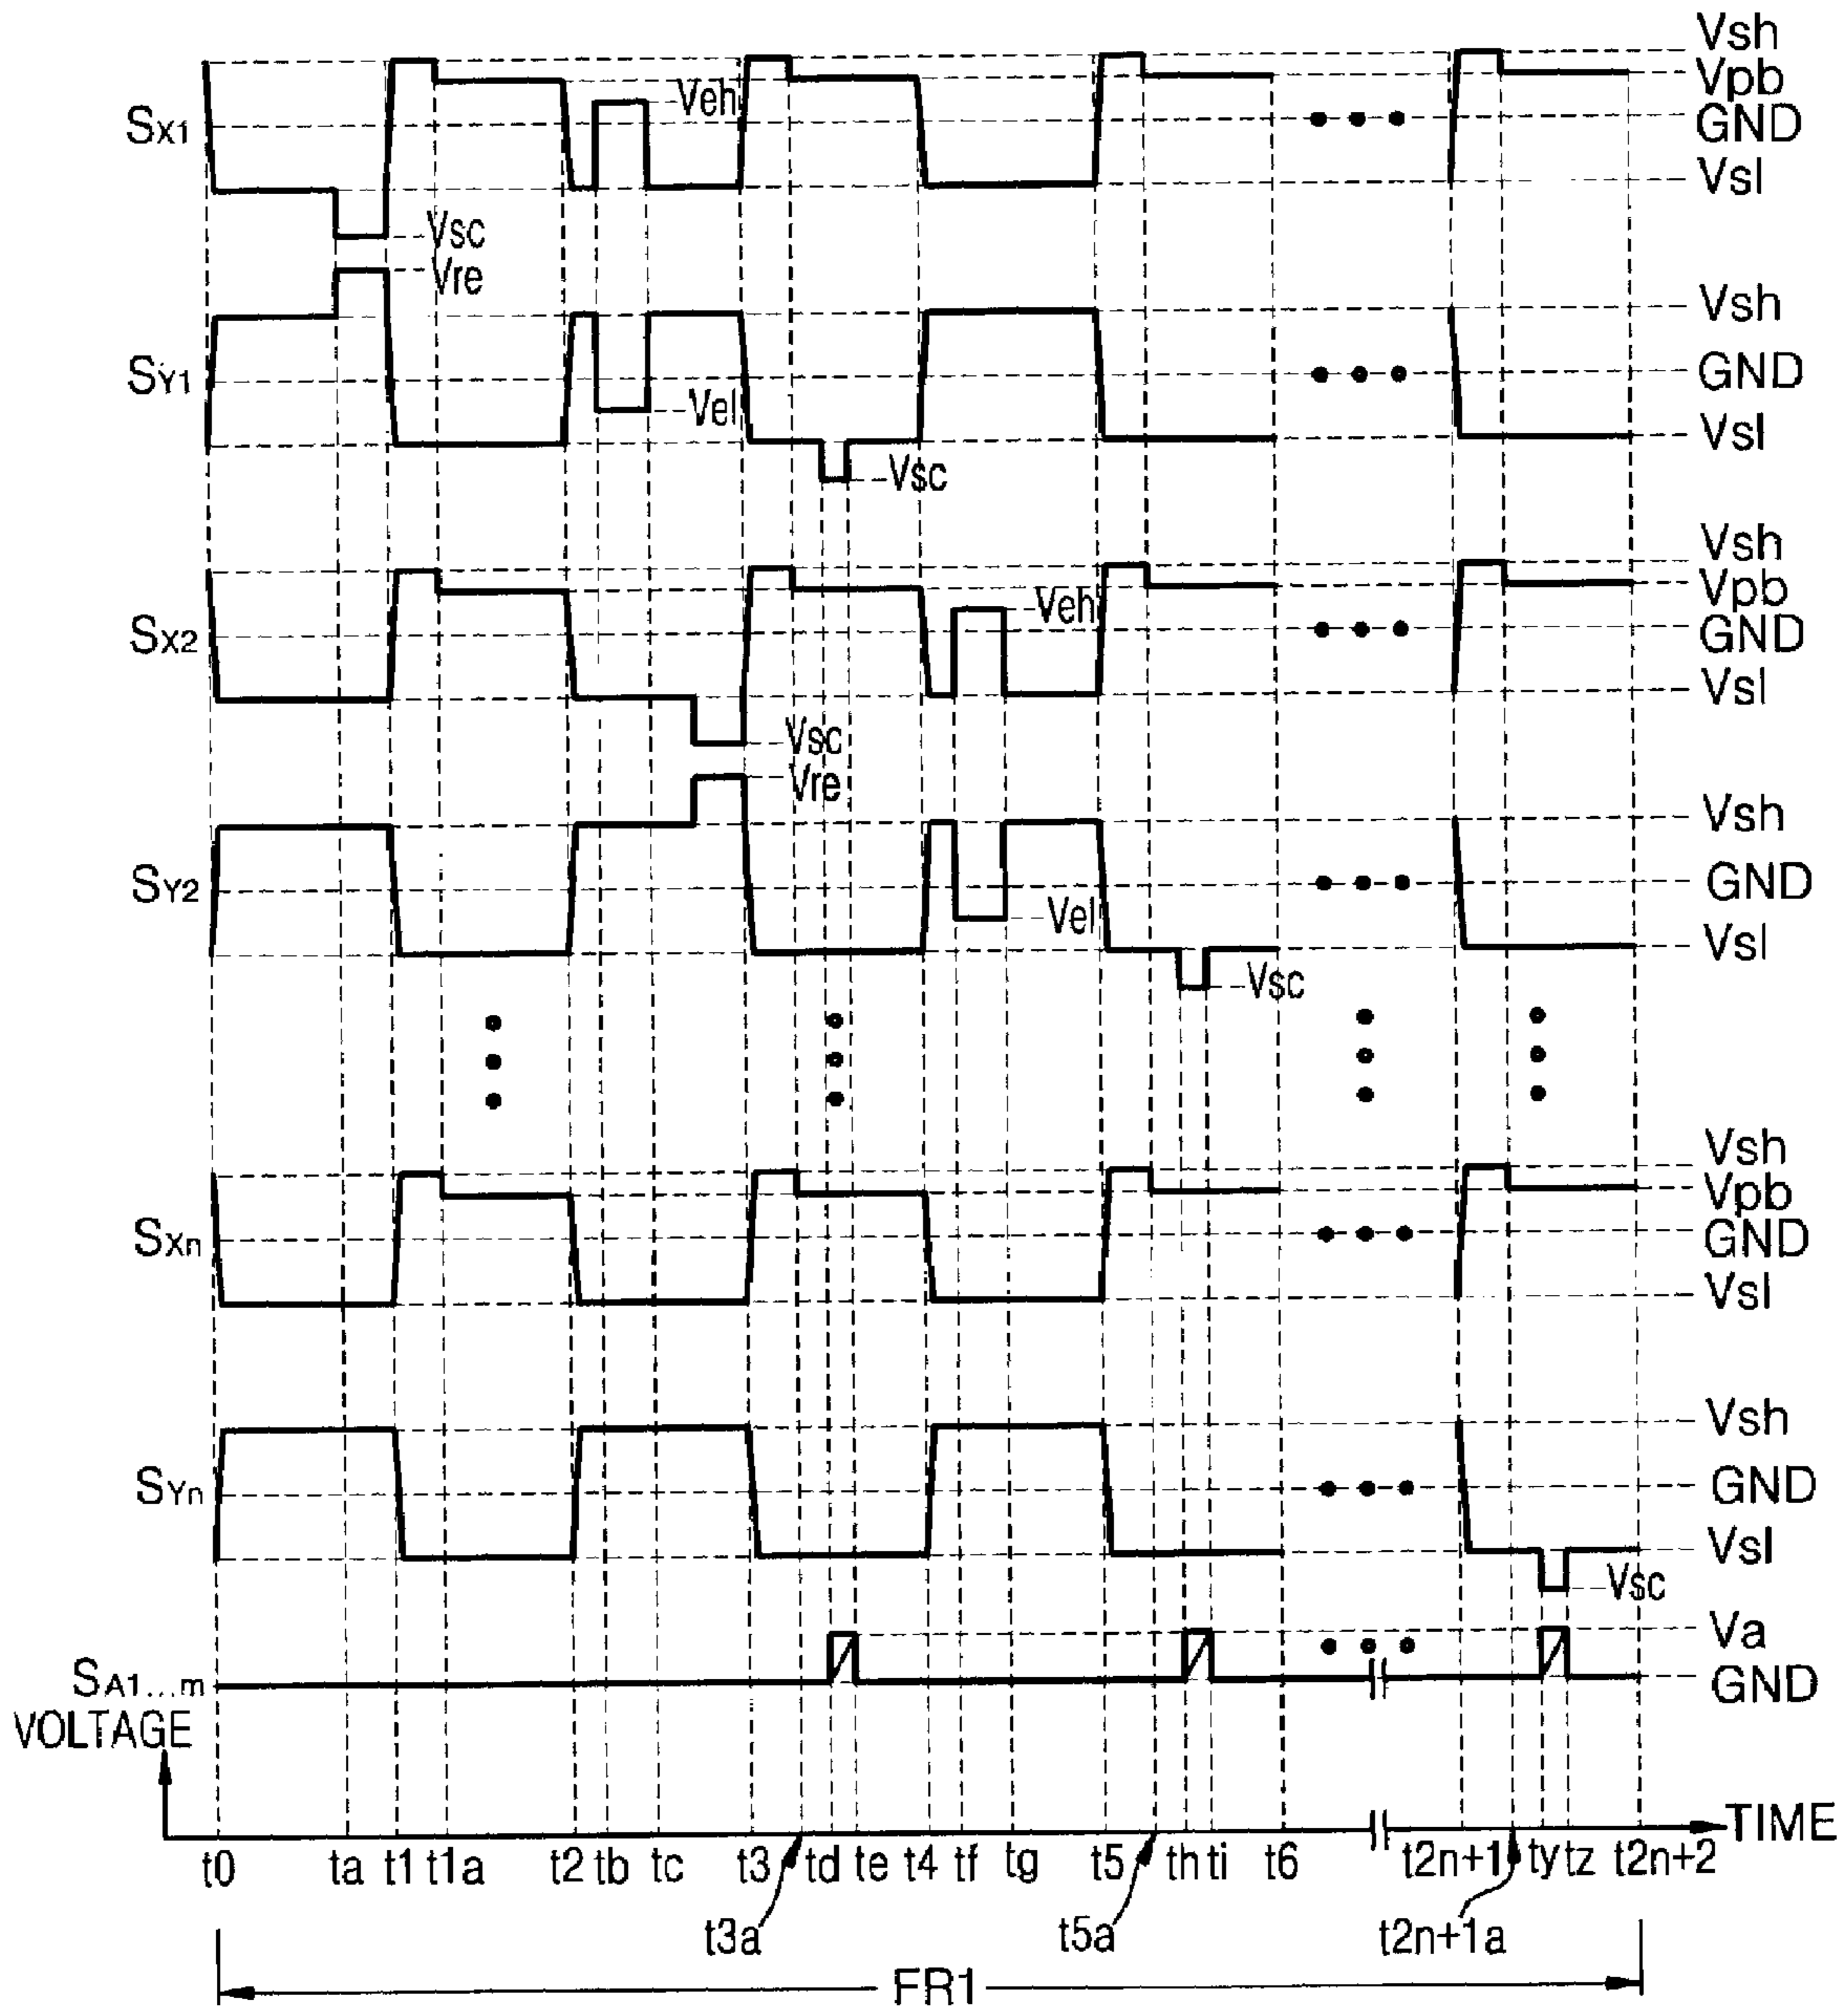 Vsh
Vpb
SX1 Veh GND
Vsl
Vsc
Vre
Vsh
SY1 GND
Vel
Vsl
Vsc
Vsh
Vpb
SX2 Veh GND
Vsl
Vsc
Vre
Vsh
SY2 GND
Vel
Vsl
Vsc
Vsh
Vpb
SXn GND
Vsl
Vsh
SYn GND
Vsl
Vsc
Va
SA1...m GND
VOLTAGE
TIME
t0 ta t1 t1a t2 tb tc t3 td te t4 tf tg t5 th ti t6 t2n+1 ty tz t2n+2
t3a t5a t2n+1a
FR1